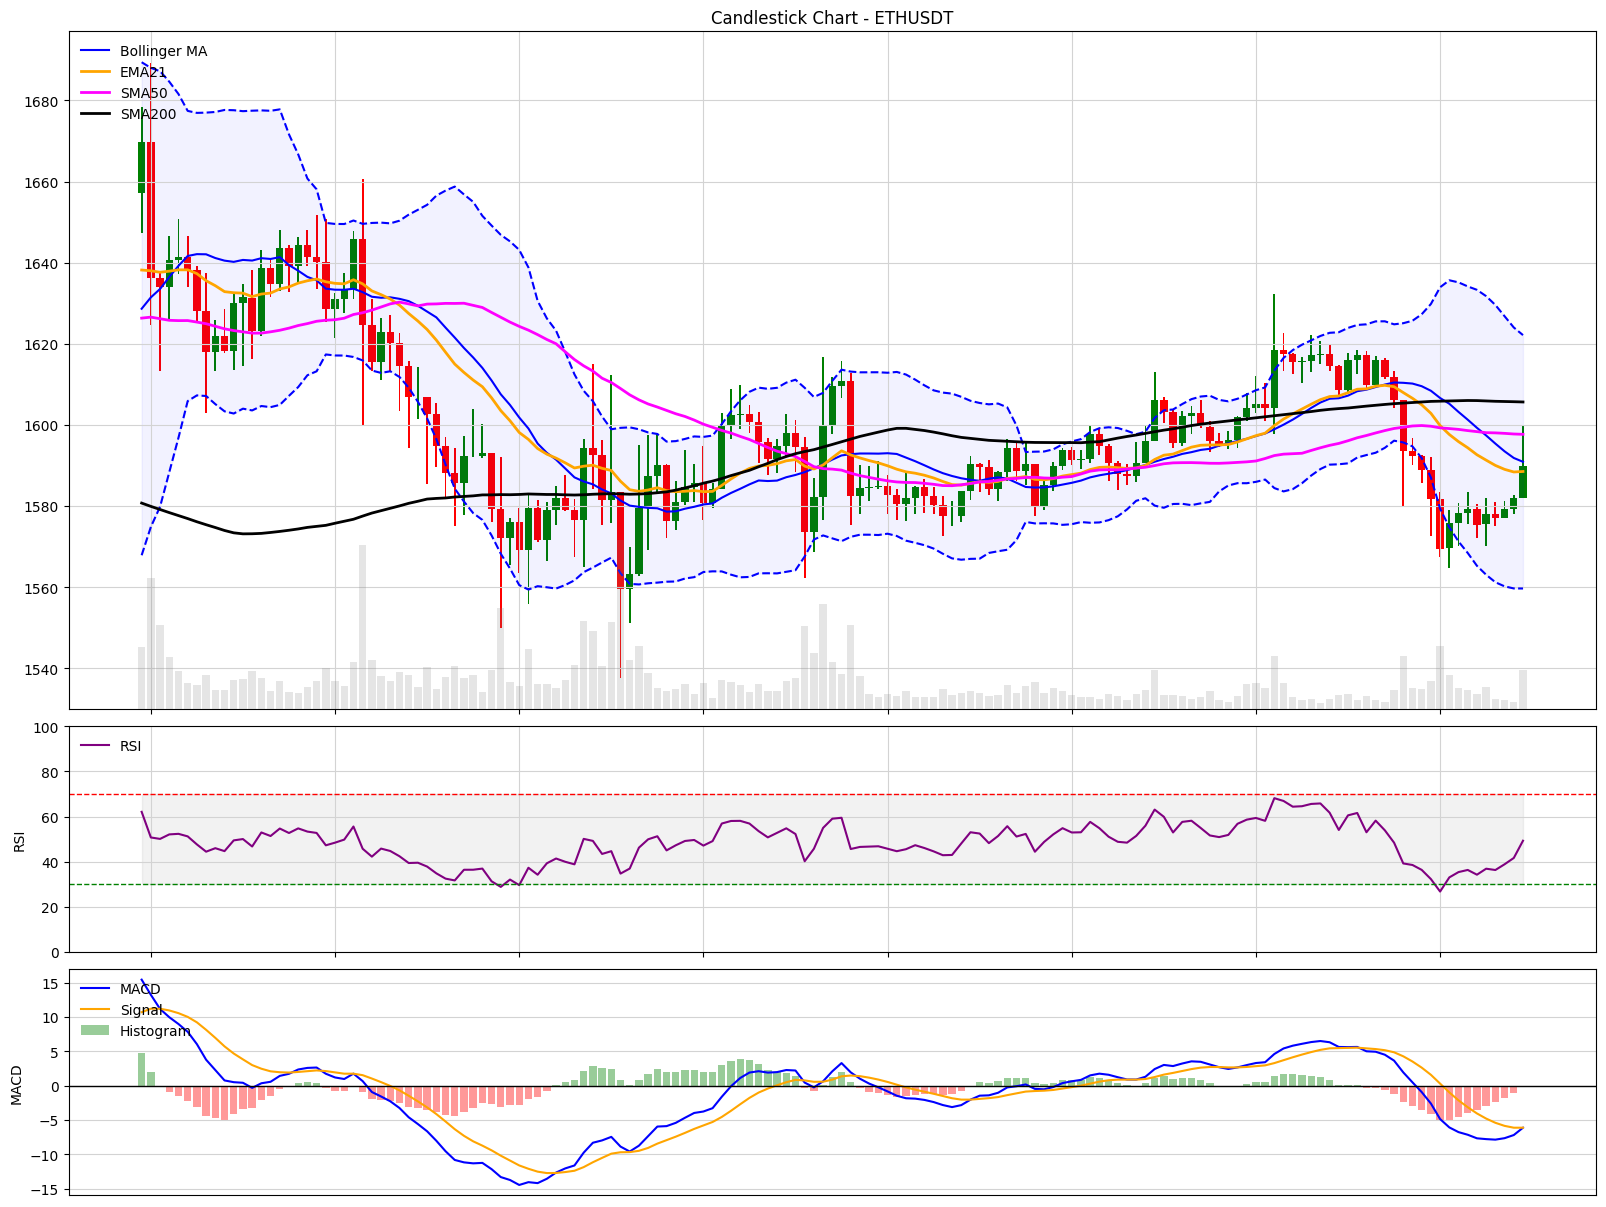 Candlestick Chart - ETHUSDT
Bollinger MA
EMA21
SMA50
SMA200
1680
1660
1640
1620
1600
1580
1560
1540
RSI
100
80
60
40
20
0
RSI
MACD
Signal
Histogram
15
10
5
0
−5
−10
−15
MACD